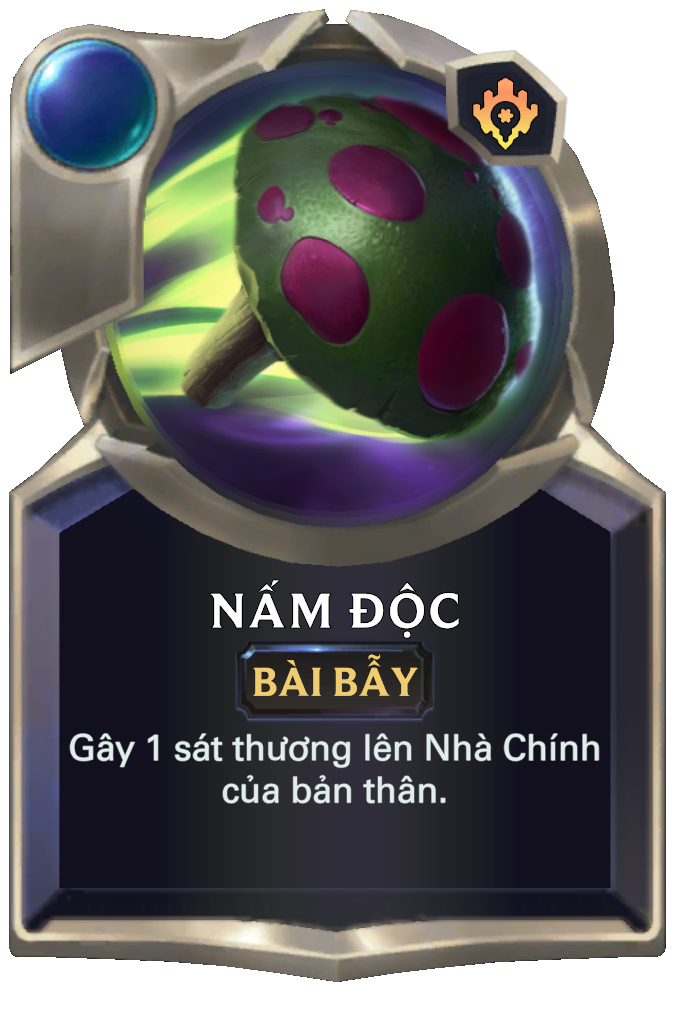 NẤM ĐỘC
BÀI BẪY
Gây 1 sát thương lên Nhà Chính
của bản thân.